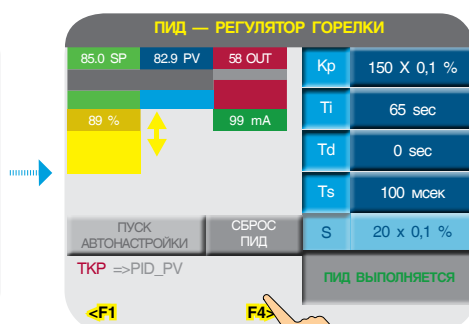 ПИД — РЕГУЛЯТОР ГОРЕЛКИ
85.0 SP 82.9 PV 58 OUT
Kp 150 X 0,1 %
89 % 99 mA
Ti 65 sec
Td 0 sec
Ts 100 мсек
ПУСК АВТОНАСТРОЙКИ
СБРОС ПИД
S 20 x 0,1 %
TKP =>PID_PV
ПИД ВЫПОЛНЯЕТСЯ
<F1 F4>